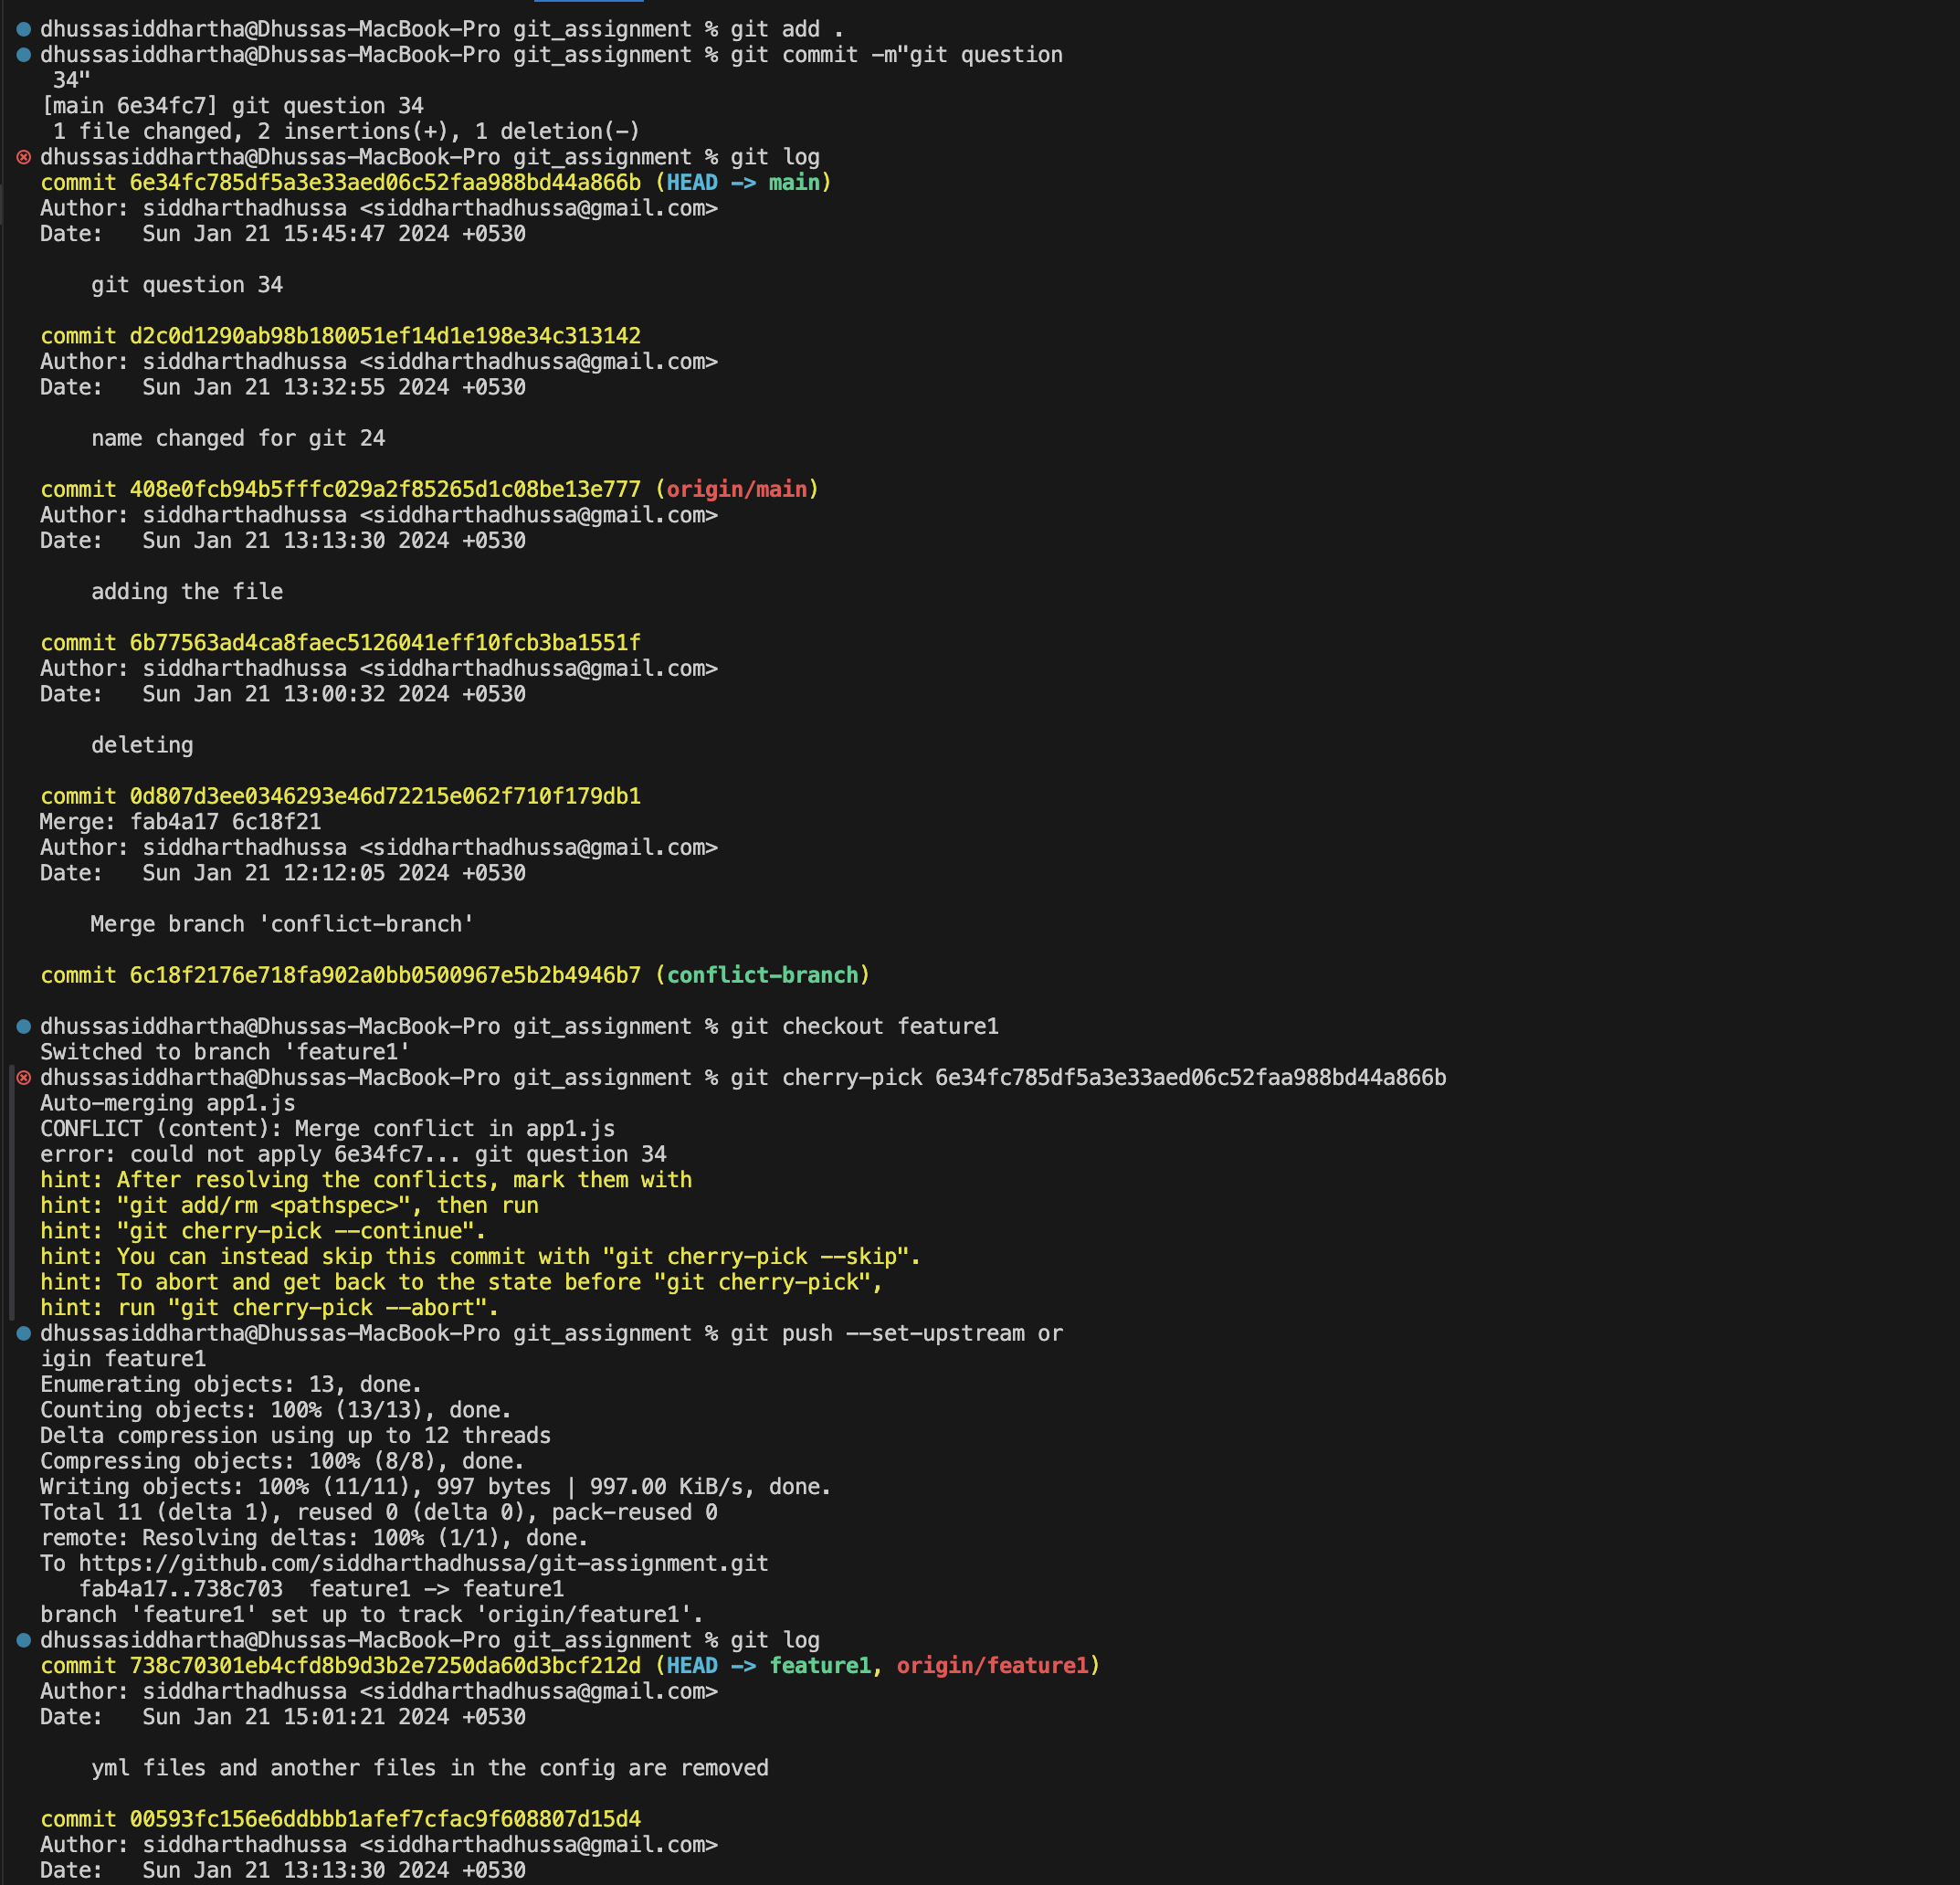 dhussasiddhartha@Dhussas-MacBook-Pro git_assignment % git add .
dhussasiddhartha@Dhussas-MacBook-Pro git_assignment % git commit -m"git question
 34"
[main 6e34fc7] git question 34
 1 file changed, 2 insertions(+), 1 deletion(-)
dhussasiddhartha@Dhussas-MacBook-Pro git_assignment % git log
commit 6e34fc785df5a3e33aed06c52faa988bd44a866b (HEAD -> main)
Author: siddharthadhussa <siddharthadhussa@gmail.com>
Date:   Sun Jan 21 15:45:47 2024 +0530

    git question 34

commit d2c0d1290ab98b180051ef14d1e198e34c313142
Author: siddharthadhussa <siddharthadhussa@gmail.com>
Date:   Sun Jan 21 13:32:55 2024 +0530

    name changed for git 24

commit 408e0fcb94b5fffc029a2f85265d1c08be13e777 (origin/main)
Author: siddharthadhussa <siddharthadhussa@gmail.com>
Date:   Sun Jan 21 13:13:30 2024 +0530

    adding the file

commit 6b77563ad4ca8faec5126041eff10fcb3ba1551f
Author: siddharthadhussa <siddharthadhussa@gmail.com>
Date:   Sun Jan 21 13:00:32 2024 +0530

    deleting

commit 0d807d3ee0346293e46d72215e062f710f179db1
Merge: fab4a17 6c18f21
Author: siddharthadhussa <siddharthadhussa@gmail.com>
Date:   Sun Jan 21 12:12:05 2024 +0530

    Merge branch 'conflict-branch'

commit 6c18f2176e718fa902a0bb0500967e5b2b4946b7 (conflict-branch)

dhussasiddhartha@Dhussas-MacBook-Pro git_assignment % git checkout feature1
Switched to branch 'feature1'
dhussasiddhartha@Dhussas-MacBook-Pro git_assignment % git cherry-pick 6e34fc785df5a3e33aed06c52faa988bd44a866b
Auto-merging app1.js
CONFLICT (content): Merge conflict in app1.js
error: could not apply 6e34fc7... git question 34
hint: After resolving the conflicts, mark them with
hint: "git add/rm <pathspec>", then run
hint: "git cherry-pick --continue".
hint: You can instead skip this commit with "git cherry-pick --skip".
hint: To abort and get back to the state before "git cherry-pick",
hint: run "git cherry-pick --abort".
dhussasiddhartha@Dhussas-MacBook-Pro git_assignment % git push --set-upstream or
igin feature1
Enumerating objects: 13, done.
Counting objects: 100% (13/13), done.
Delta compression using up to 12 threads
Compressing objects: 100% (8/8), done.
Writing objects: 100% (11/11), 997 bytes | 997.00 KiB/s, done.
Total 11 (delta 1), reused 0 (delta 0), pack-reused 0
remote: Resolving deltas: 100% (1/1), done.
To https://github.com/siddharthadhussa/git-assignment.git
   fab4a17..738c703  feature1 -> feature1
branch 'feature1' set up to track 'origin/feature1'.
dhussasiddhartha@Dhussas-MacBook-Pro git_assignment % git log
commit 738c70301eb4cfd8b9d3b2e7250da60d3bcf212d (HEAD -> feature1, origin/feature1)
Author: siddharthadhussa <siddharthadhussa@gmail.com>
Date:   Sun Jan 21 15:01:21 2024 +0530

    yml files and another files in the config are removed

commit 00593fc156e6ddbbb1afef7cfac9f608807d15d4
Author: siddharthadhussa <siddharthadhussa@gmail.com>
Date:   Sun Jan 21 13:13:30 2024 +0530